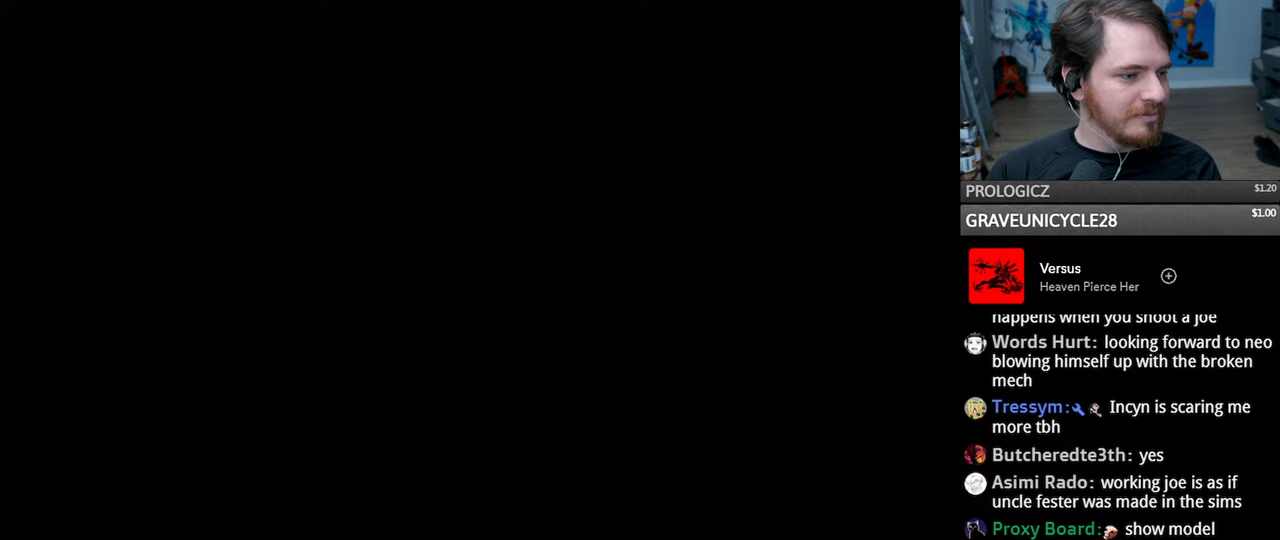 PROLOGICZ $1.20
GRAVEUNICYCLE28 $1.00
Versus
Heaven Pierce Her
happens when you shoot a joe
Words Hurt: looking forward to neo
blowing himself up with the broken
mech
Tressym: Incyn is scaring me
more tbh
Butcheredte3th: yes
Asimi Rado: working joe is as if
uncle fester was made in the sims
Proxy Board: show model